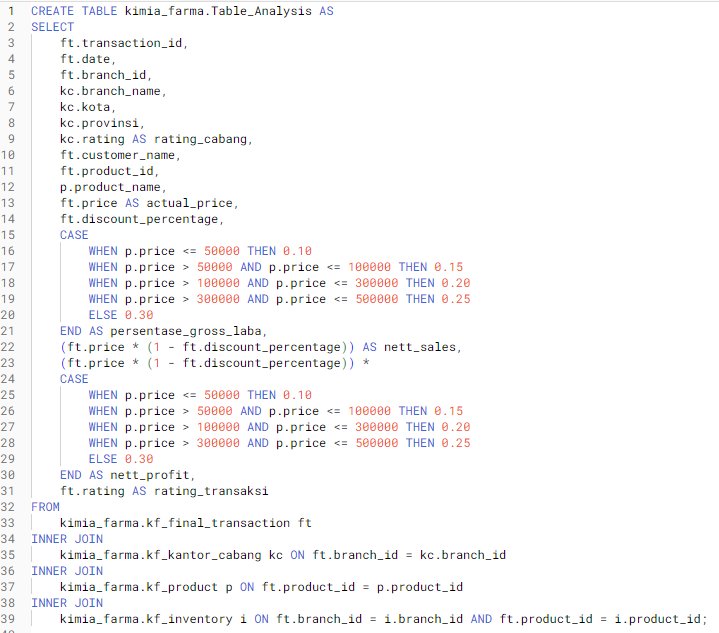 1 CREATE TABLE kimia_farma.Table_Analysis AS
2 SELECT
3 ft.transaction_id,
4 ft.date,
5 ft.branch_id,
6 kc.branch_name,
7 kc.kota,
8 kc.provinsi,
9 kc.rating AS rating_cabang,
10 ft.customer_name,
11 ft.product_id,
12 p.product_name,
13 ft.price AS actual_price,
14 ft.discount_percentage,
15 CASE
16 WHEN p.price <= 50000 THEN 0.10
17 WHEN p.price > 50000 AND p.price <= 100000 THEN 0.15
18 WHEN p.price > 100000 AND p.price <= 300000 THEN 0.20
19 WHEN p.price > 300000 AND p.price <= 500000 THEN 0.25
20 ELSE 0.30
21 END AS persentase_gross_laba,
22 (ft.price * (1 - ft.discount_percentage)) AS nett_sales,
23 (ft.price * (1 - ft.discount_percentage)) *
24 CASE
25 WHEN p.price <= 50000 THEN 0.10
26 WHEN p.price > 50000 AND p.price <= 100000 THEN 0.15
27 WHEN p.price > 100000 AND p.price <= 300000 THEN 0.20
28 WHEN p.price > 300000 AND p.price <= 500000 THEN 0.25
29 ELSE 0.30
30 END AS nett_profit,
31 ft.rating AS rating_transaksi
32 FROM
33 kimia_farma.kf_final_transaction ft
34 INNER JOIN
35 kimia_farma.kf_kantor_cabang kc ON ft.branch_id = kc.branch_id
36 INNER JOIN
37 kimia_farma.kf_product p ON ft.product_id = p.product_id
38 INNER JOIN
39 kimia_farma.kf_inventory i ON ft.branch_id = i.branch_id AND ft.product_id = i.product_id;